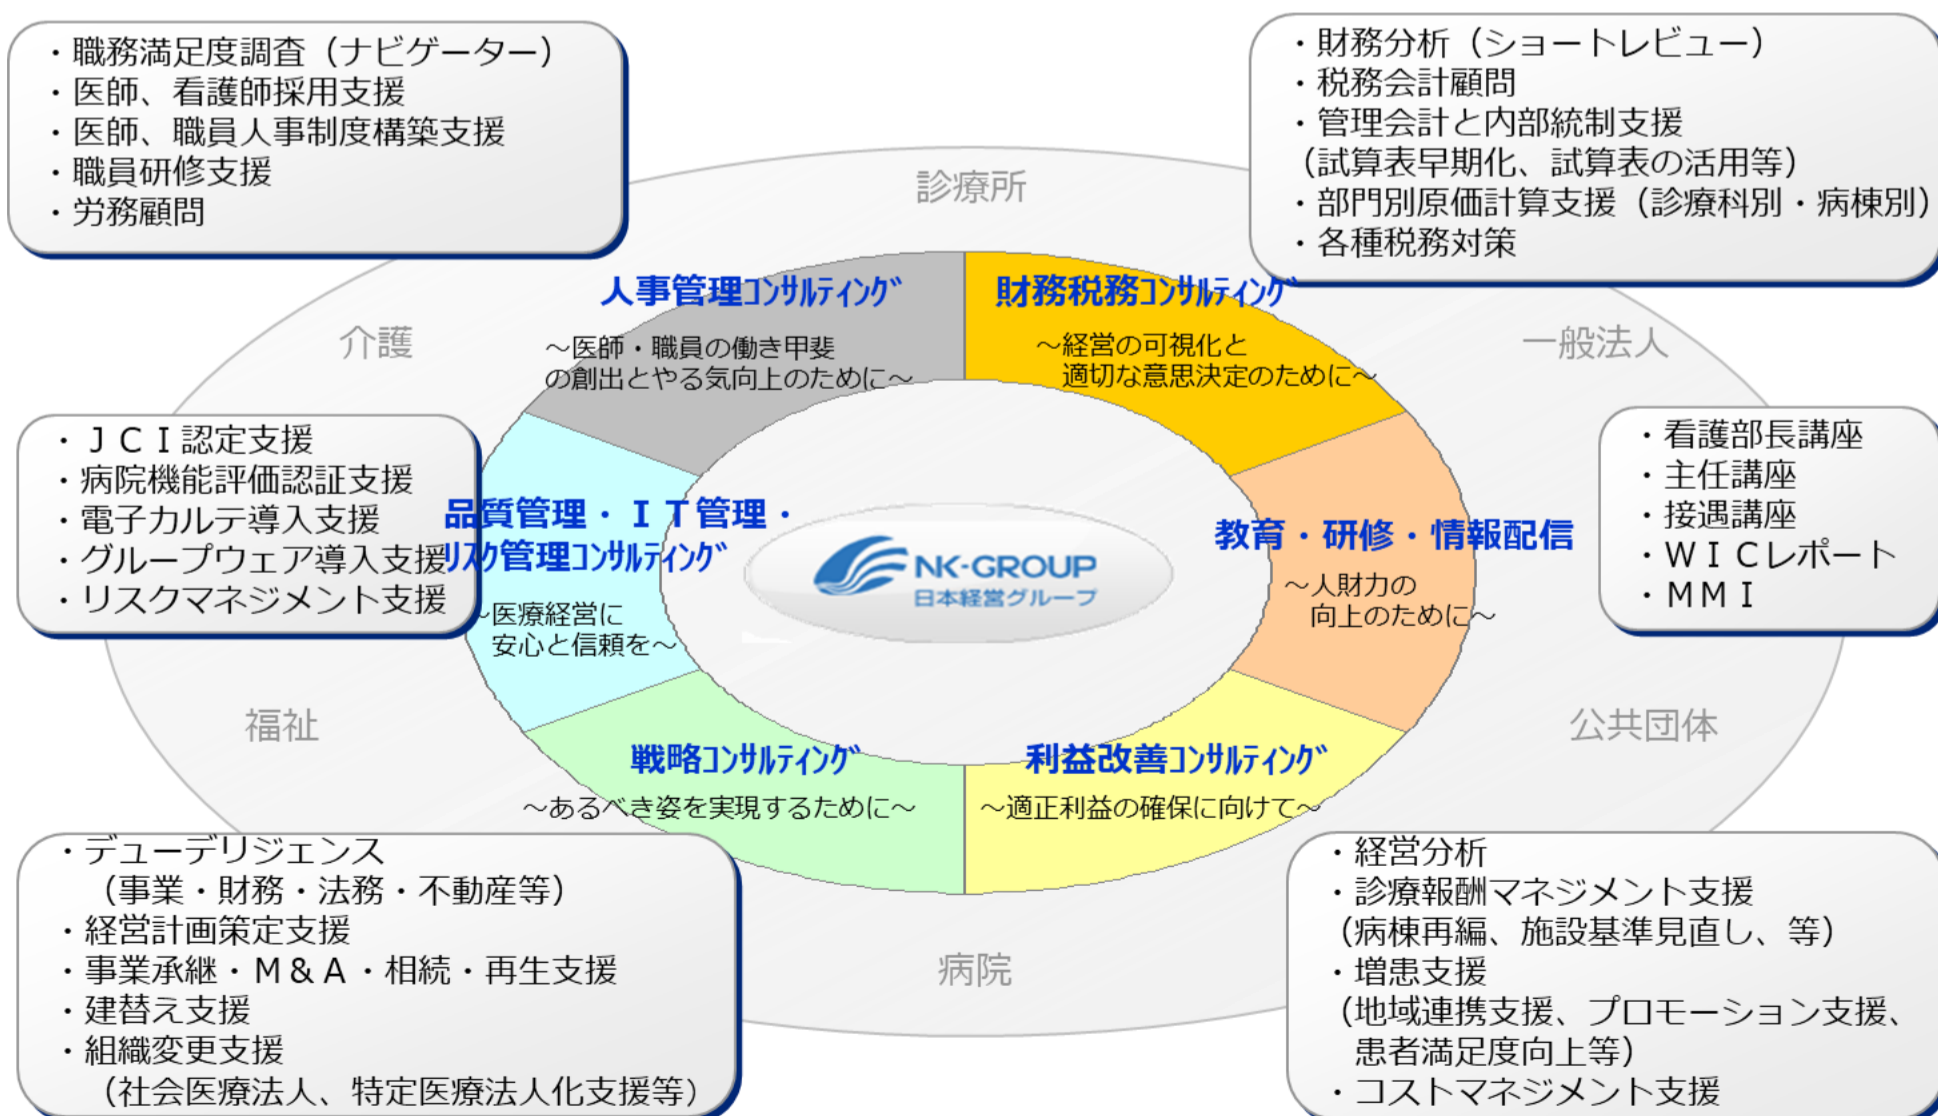 ・職務満足度調査（ナビゲーター）
・医師、看護師採用支援
・医師、職員人事制度構築支援
・職員研修支援
・労務顧問
・財務分析（ショートレビュー）
・税務会計顧問
・管理会計と内部統制支援
（試算表早期化、試算表の活用等）
・部門別原価計算支援（診療科別・病棟別）
・各種税務対策
診療所
介護
一般法人
人事管理ｺﾝｻﾙﾃｨﾝｸﾞ
～医師・職員の働き甲斐
の創出とやる気向上のために～
財務税務ｺﾝｻﾙﾃｨﾝｸﾞ
～経営の可視化と
適切な意思決定のために～
・ＪＣＩ認定支援
・病院機能評価認証支援
・電子カルテ導入支援
・グループウェア導入支援
・リスクマネジメント支援
品質管理・ＩＴ管理・
ﾘｽｸ管理ｺﾝｻﾙﾃｨﾝｸﾞ
～医療経営に
安心と信頼を～
NK-GROUP
日本経営グループ
教育・研修・情報配信
～人財力の
向上のために～
・看護部長講座
・主任講座
・接遇講座
・ＷＩＣレポート
・ＭＭＩ
福祉
公共団体
戦略ｺﾝｻﾙﾃｨﾝｸﾞ
～あるべき姿を実現するために～
利益改善ｺﾝｻﾙﾃｨﾝｸﾞ
～適正利益の確保に向けて～
病院
・デューデリジェンス
（事業・財務・法務・不動産等）
・経営計画策定支援
・事業承継・Ｍ＆Ａ・相続・再生支援
・建替え支援
・組織変更支援
（社会医療法人、特定医療法人化支援等）
・経営分析
・診療報酬マネジメント支援
（病棟再編、施設基準見直し、等）
・増患支援
（地域連携支援、プロモーション支援、
患者満足度向上等）
・コストマネジメント支援